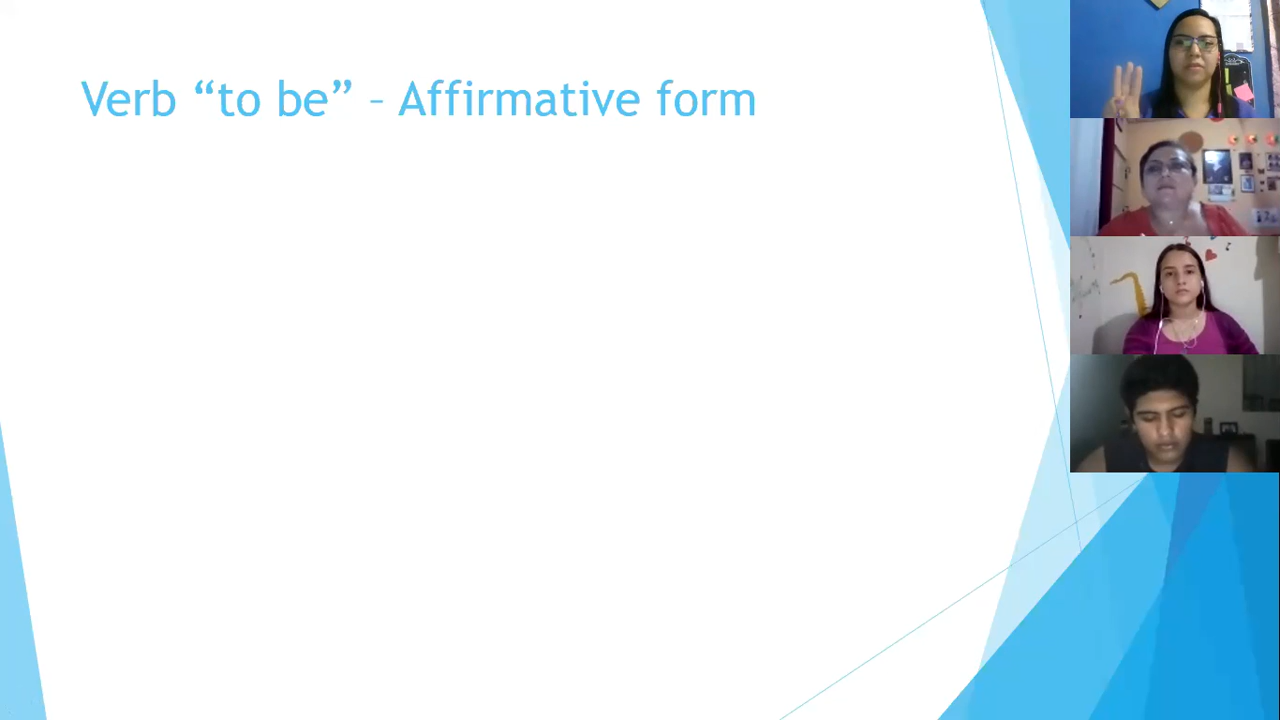 Verb “to be” – Affirmative form